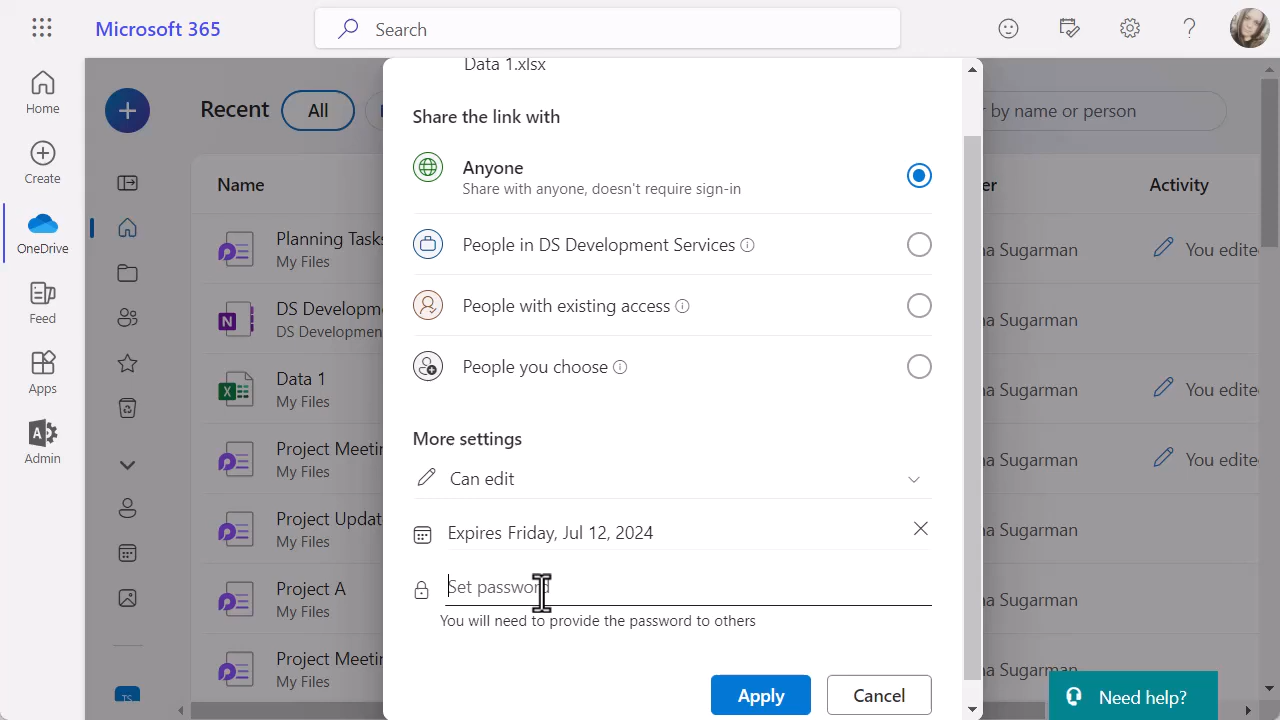 Microsoft 365
Search
Home
Create
OneDrive
Feed
Apps
Admin
Recent
All
by name or person
Name
Activity
Planning Tasks
My Files
Sugarman
You edite
DS Developm
DS Development
Sugarman
Data 1
My Files
Sugarman
You edite
Project Meetin
My Files
Sugarman
You edite
Project Updat
My Files
Project A
My Files
Sugarman
Project Meetin
My Files
Sugarman
TS
Data 1.xlsx
Share the link with
Anyone
Share with anyone, doesn't require sign-in
People in DS Development Services
People with existing access
People you choose
More settings
Can edit
Expires Friday, Jul 12, 2024
Set password
You will need to provide the password to others
Apply
Cancel
Need help?